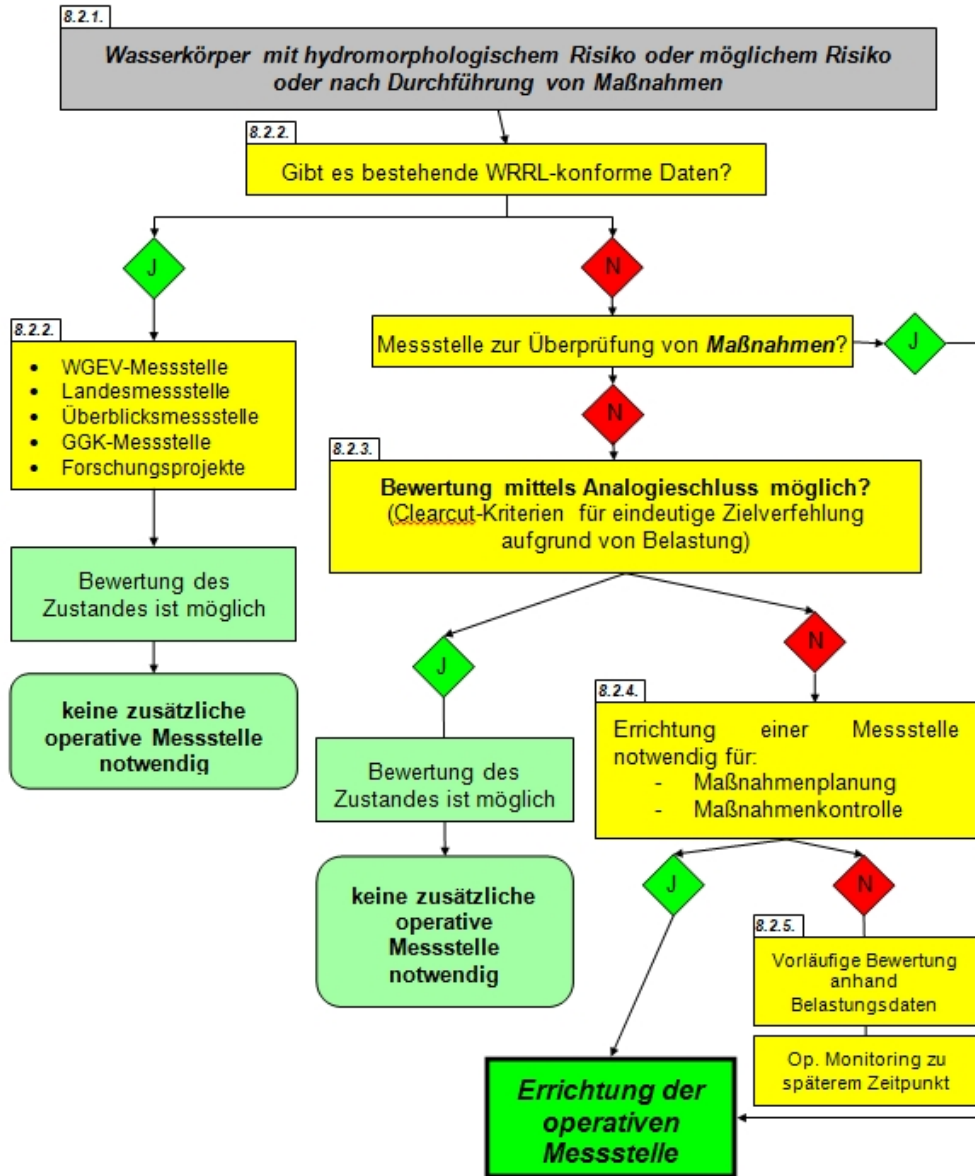 8.2.1.
Wasserkörper mit hydromorphologischem Risiko oder möglichem Risiko
oder nach Durchführung von Maßnahmen
8.2.2.
Gibt es bestehende WRRL-konforme Daten?
J
N
8.2.2.
• WGEV-Messstelle
• Landesmessstelle
• Überblicksmessstelle
• GGK-Messstelle
• Forschungsprojekte
Messstelle zur Überprüfung von Maßnahmen?
J
N
8.2.3.
Bewertung mittels Analogieschluss möglich?
(Clearcut-Kriterien für eindeutige Zielverfehlung
aufgrund von Belastung)
Bewertung des
Zustandes ist möglich
keine zusätzliche
operative Messstelle
notwendig
J
N
Bewertung des
Zustandes ist möglich
keine zusätzliche
operative
Messstelle
notwendig
8.2.4.
Errichtung einer Messstelle
notwendig für:
- Maßnahmenplanung
- Maßnahmenkontrolle
J
N
8.2.5.
Vorläufige Bewertung
anhand
Belastungsdaten
Op. Monitoring zu
späterem Zeitpunkt
Errichtung der
operativen
Messstelle